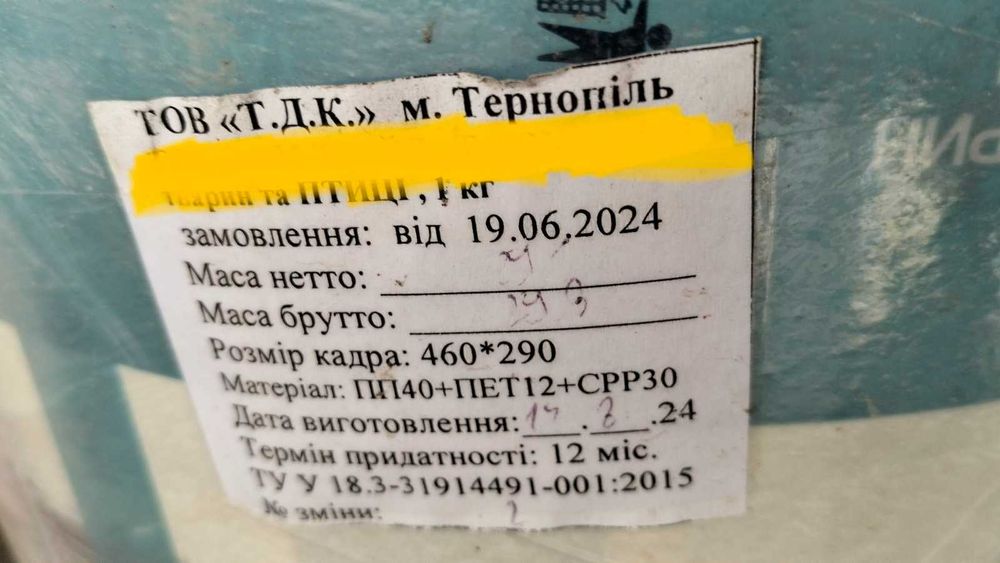 ТОВ «Т.Д.К.» м. Тернопіль
тварин та ПТИЦІ , 1 кг
замовлення: від 19.06.2024
Маса нетто:
Маса брутто:
Розмір кадра: 460*290
Матеріал: ПП40+ПЕТ12+СРР30
Дата виготовлення: .24
Термін придатності: 12 міс.
ТУ У 18.3-31914491-001:2015
№ зміни: 2